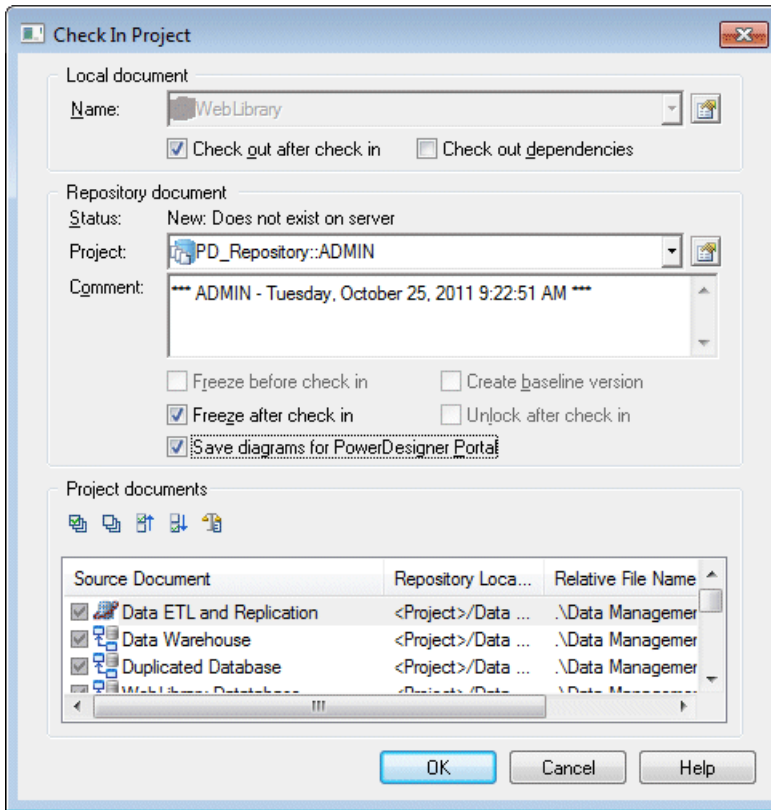 Check In Project
Local document
Name: WebLibrary
Check out after check in Check out dependencies
Repository document
Status: New: Does not exist on server
Project: PD_Repository::ADMIN
Comment: *** ADMIN - Tuesday, October 25, 2011 9:22:51 AM ***
Freeze before check in Create baseline version
Freeze after check in Unlock after check in
Save diagrams for PowerDesigner Portal
Project documents
Source Document Repository Loca... Relative File Name
Data ETL and Replication <Project>/Data ... .\Data Managemer
Data Warehouse <Project>/Data ... .\Data Managemer
Duplicated Database <Project>/Data ... .\Data Managemer
OK Cancel Help